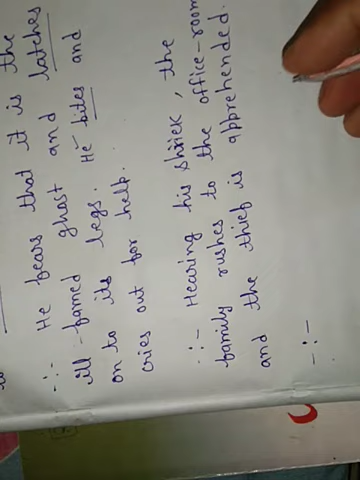 ∴- He fears that it is the
ill-famed ghost and latches
on to its legs. He bites and
cries out for help.
∴- Hearing his shriek, the
family rushes to the office-room
and the thief is apprehended.
-:-